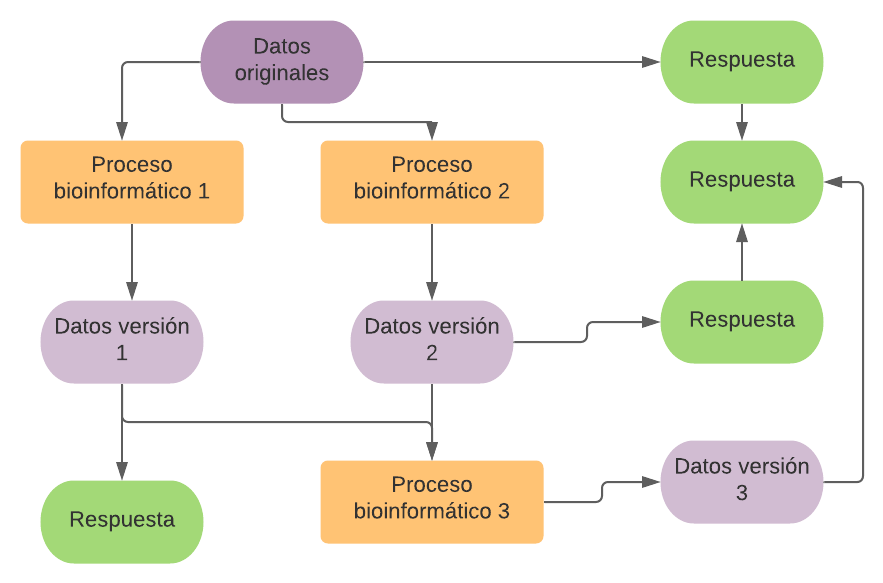 Datos
originales
Respuesta
Proceso
bioinformático 1
Proceso
bioinformático 2
Respuesta
Datos versión
1
Datos versión
2
Respuesta
Respuesta
Proceso
bioinformático 3
Datos versión
3